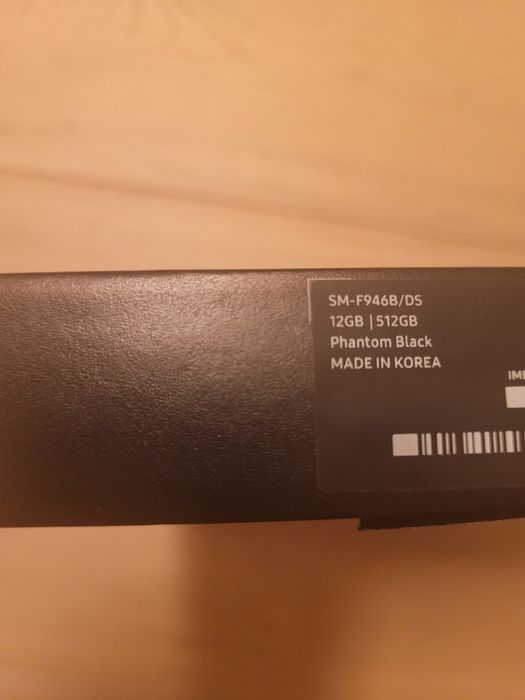 SM-F946B/DS
12GB | 512GB
Phantom Black
MADE IN KOREA